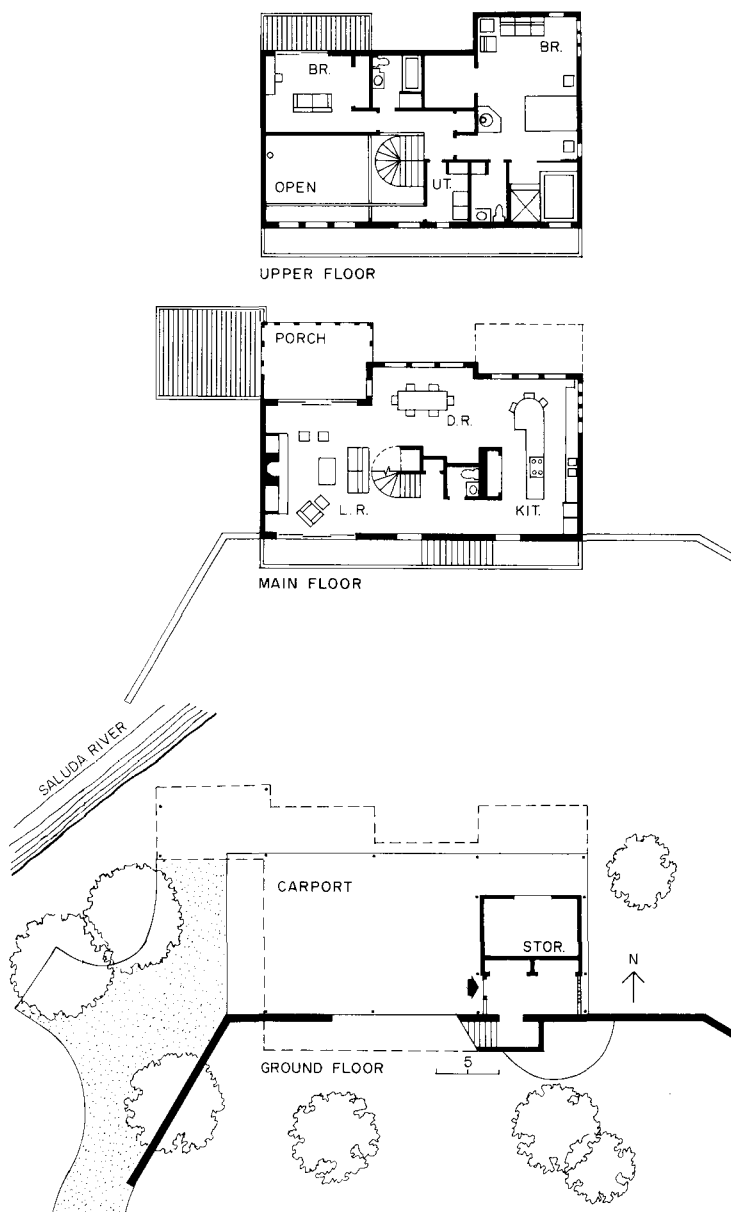 BR.
BR.
OPEN
UT.
UPPER FLOOR
PORCH
D.R.
L.R.
KIT.
MAIN FLOOR
SALUDA RIVER
CARPORT
STOR.
N
GROUND FLOOR
5